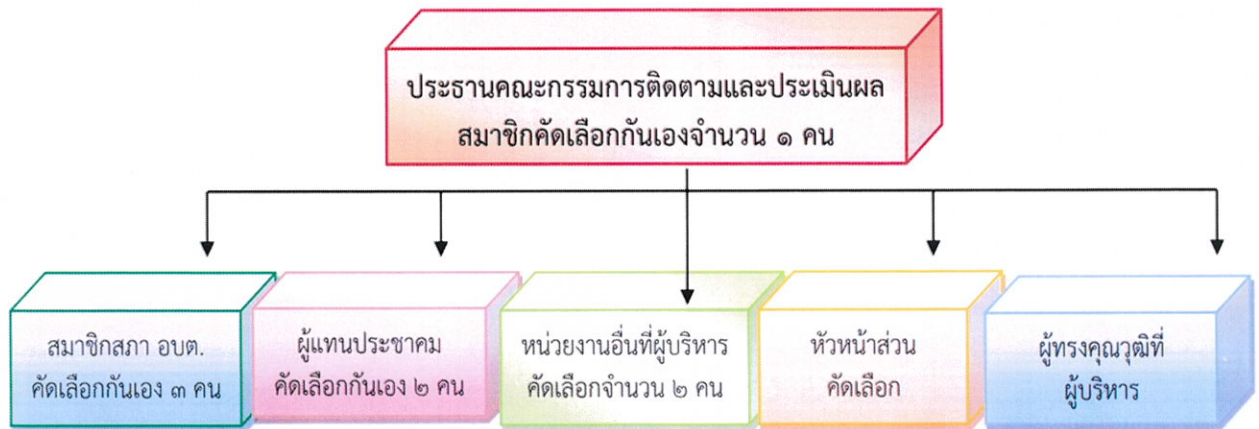 ประธานคณะกรรมการติดตามและประเมินผล
สมาชิกคัดเลือกกันเองจำนวน ๑ คน
สมาชิกสภา อบต.
คัดเลือกกันเอง ๓ คน
ผู้แทนประชาคม
คัดเลือกกันเอง ๒ คน
หน่วยงานอื่นที่ผู้บริหาร
คัดเลือกจำนวน ๒ คน
หัวหน้าส่วน
คัดเลือก
ผู้ทรงคุณวุฒิที่
ผู้บริหาร